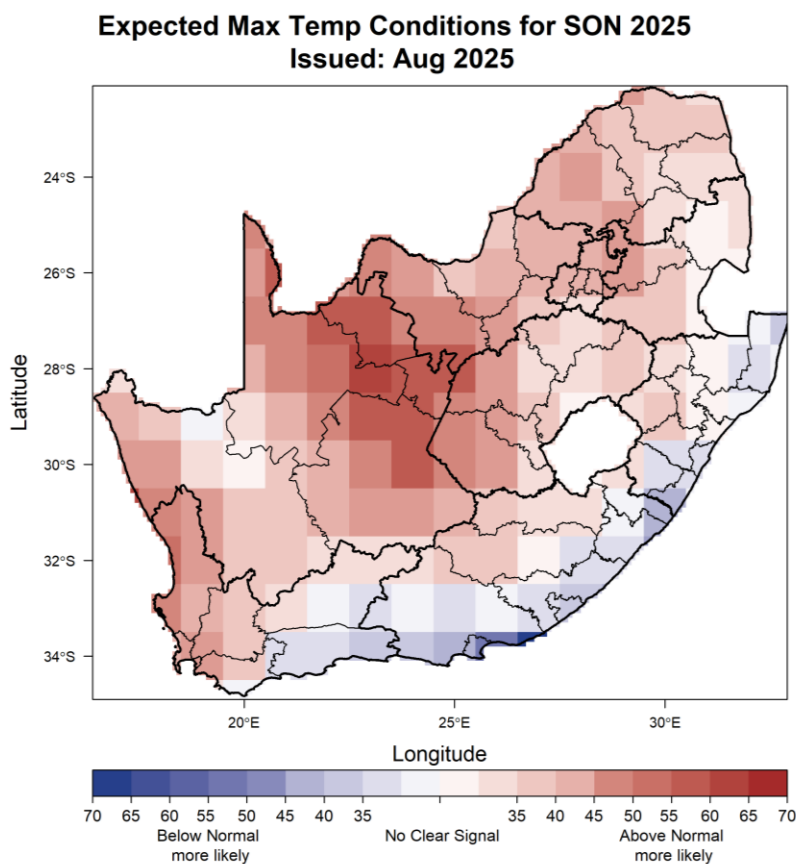 Expected Max Temp Conditions for SON 2025
Issued: Aug 2025
24°S
26°S
28°S
30°S
32°S
34°S
Latitude
20°E 25°E 30°E
Longitude
70 65 60 55 50 45 40 35 35 40 45 50 55 60 65 70
Below Normal No Clear Signal Above Normal
more likely more likely